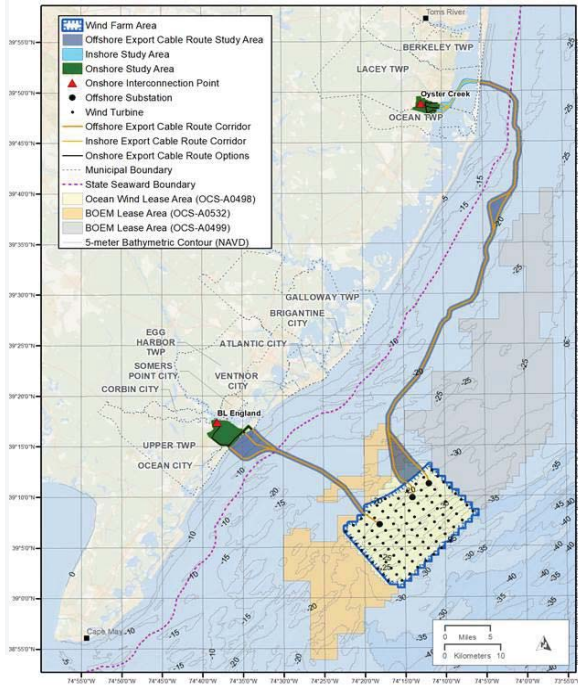 Wind Farm Area
Offshore Export Cable Route Study Area
Inshore Study Area
Onshore Study Area
Onshore Interconnection Point
Offshore Substation
Wind Turbine
Offshore Export Cable Route Corridor
Inshore Export Cable Route Corridor
Onshore Export Cable Route Options
Municipal Boundary
State Seaward Boundary
Ocean Wind Lease Area (OCS-A0498)
BOEM Lease Area (OCS-A0532)
BOEM Lease Area (OCS-A0499)
5-meter Bathymetric Contour (NAVD)
Toms River
BERKELEY TWP
LACEY TWP
Oyster Creek
OCEAN TWP
GALLOWAY TWP
BRIGANTINE
CITY
EGG
HARBOR
TWP
ATLANTIC CITY
SOMERS
POINT CITY
VENTNOR
CITY
CORBIN CITY
BL England
UPPER TWP
OCEAN CITY
Cape May
39°55'0"N
39°50'0"N
39°45'0"N
39°40'0"N
39°35'0"N
39°30'0"N
39°25'0"N
39°20'0"N
39°15'0"N
39°10'0"N
39°5'0"N
39°0'0"N
38°55'0"N
0 Miles 5
0 Kilometers 10
74°55'0"W
74°50'0"W
74°45'0"W
74°40'0"W
74°35'0"W
74°30'0"W
74°25'0"W
74°20'0"W
74°15'0"W
74°10'0"W
74°5'0"W
74°0'0"W